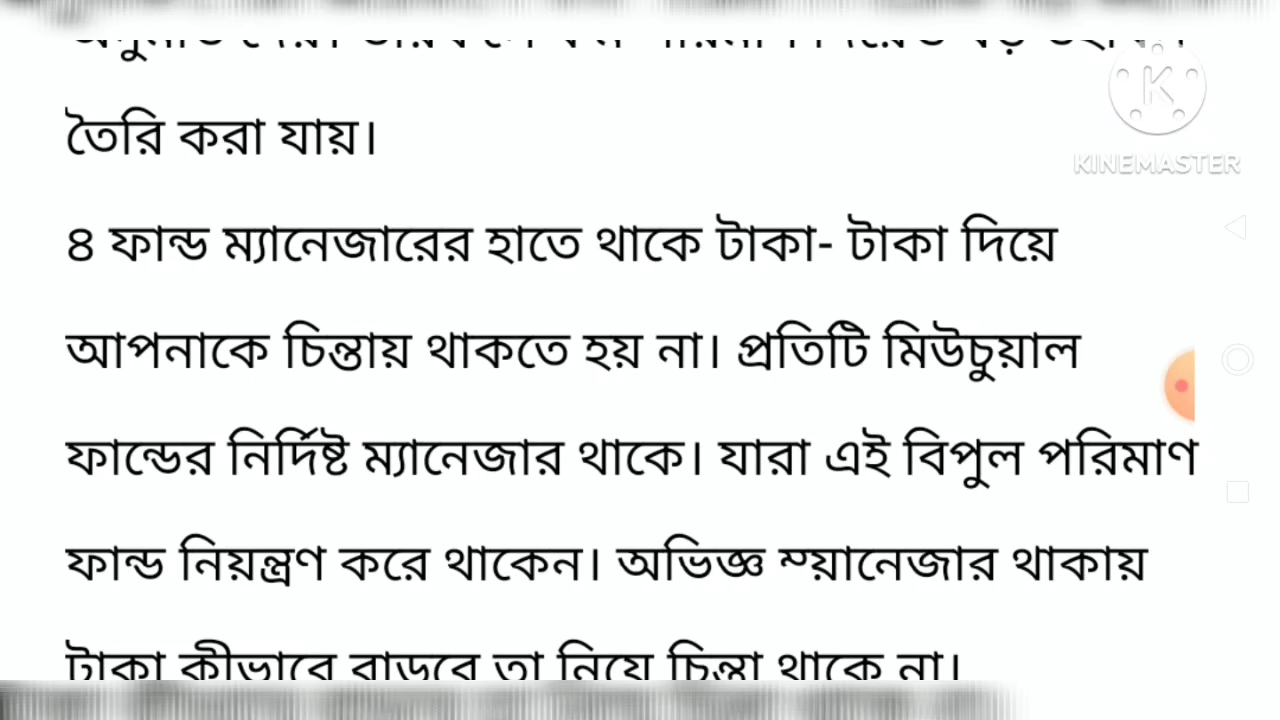 তৈরি করা যায়।
KINEMASTER
৪ ফান্ড ম্যানেজারের হাতে থাকে টাকা- টাকা দিয়ে
আপনাকে চিন্তায় থাকতে হয় না। প্রতিটি মিউচুয়াল
ফান্ডের নির্দিষ্ট ম্যানেজার থাকে। যারা এই বিপুল পরিমাণ
ফান্ড নিয়ন্ত্রণ করে থাকেন। অভিজ্ঞ ম্য়ানেজার থাকায়
টাকা কীভাবে বাড়বে তা নিয়ে চিন্তা থাকে না।